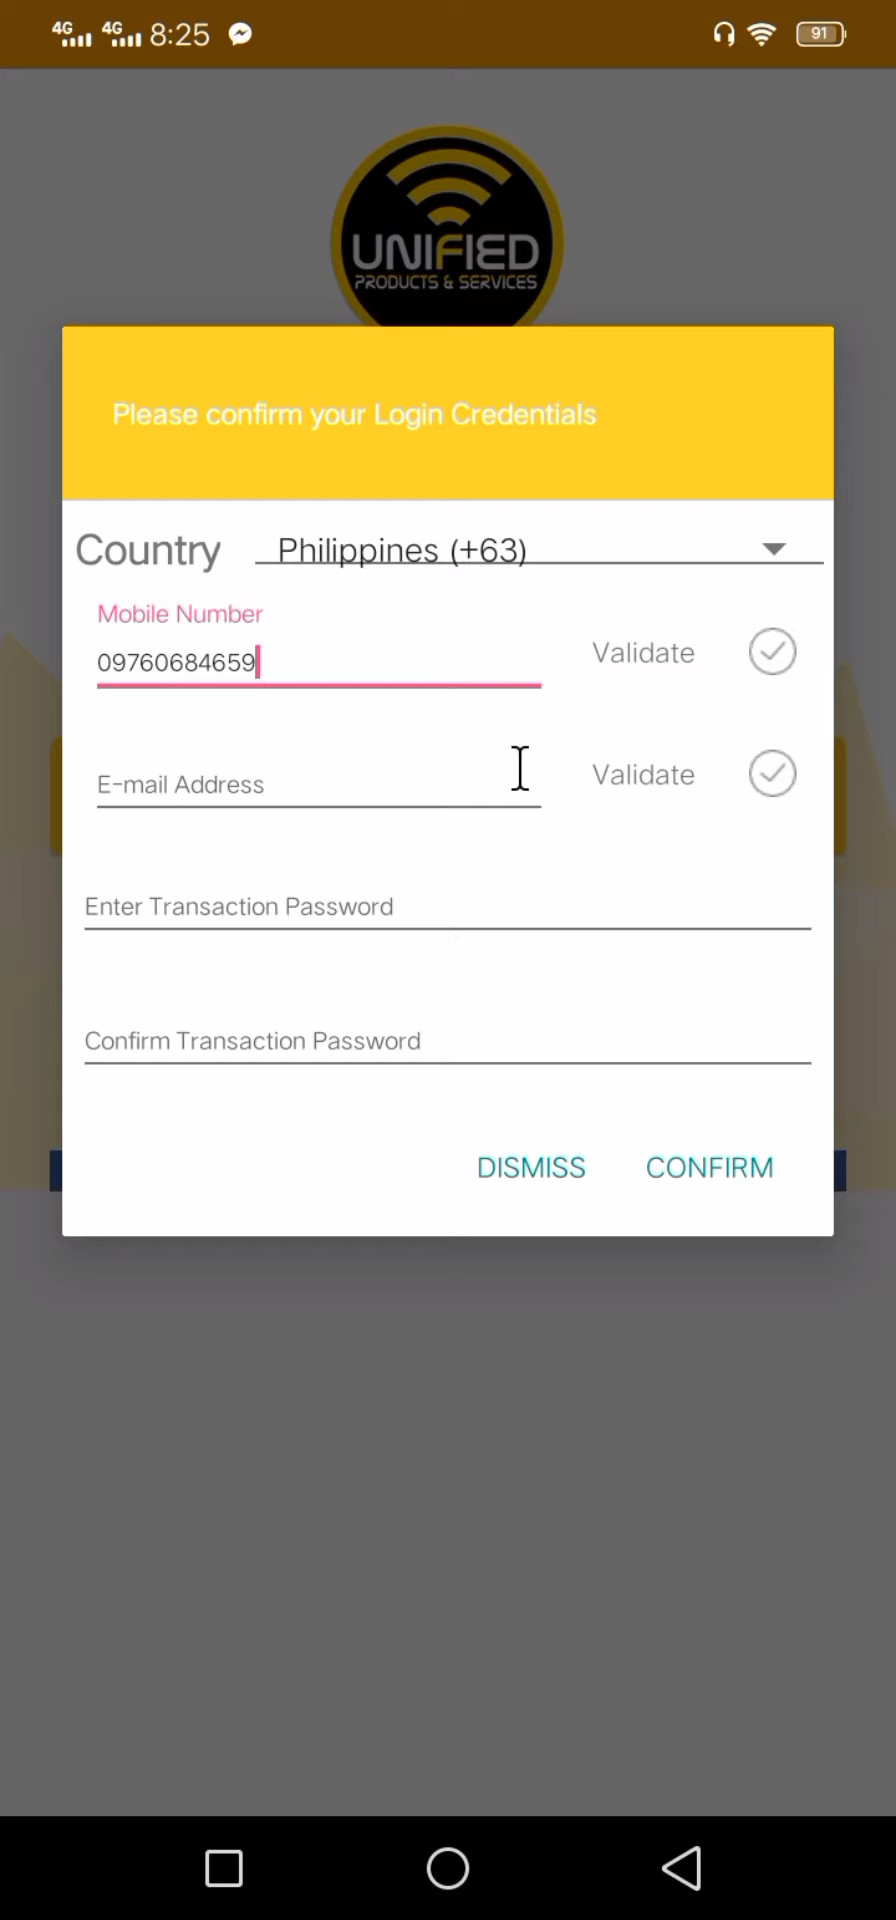 4G 4G 8:25 91
UNIFIED
PRODUCTS & SERVICES
Please confirm your Login Credentials
Country Philippines (+63)
Mobile Number
09760684659 Validate
E-mail Address Validate
Enter Transaction Password
Confirm Transaction Password
DISMISS CONFIRM